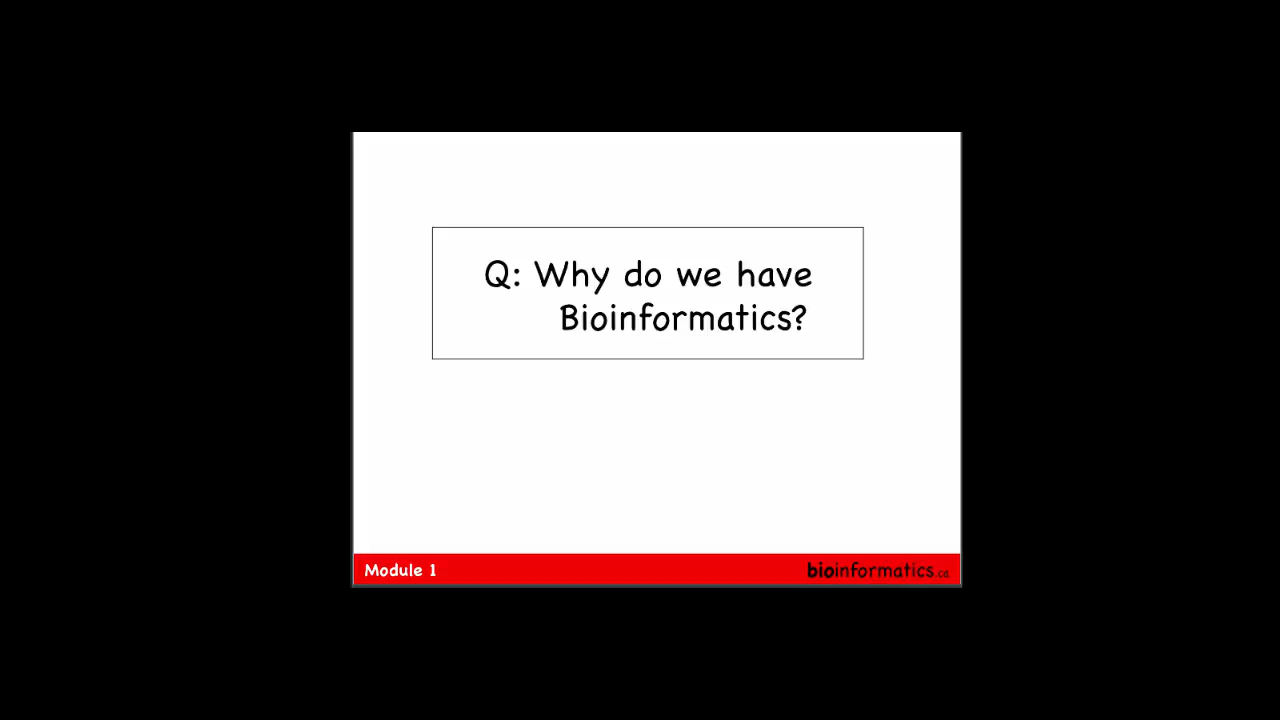 Q: Why do we have
Bioinformatics?
Module 1
bioinformatics.ca